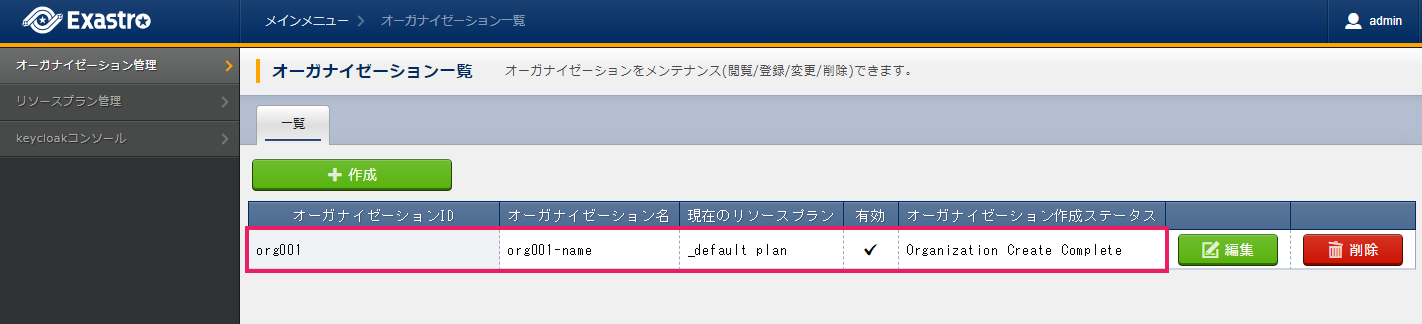 Exastro
メインメニュー
オーガナイゼーション一覧
admin
オーガナイゼーション管理
リソースプラン管理
keycloakコンソール
オーガナイゼーション一覧
オーガナイゼーションをメンテナンス(閲覧/登録/変更/削除)できます。
一覧
作成
オーガナイゼーションID オーガナイゼーション名 現在のリソースプラン 有効 オーガナイゼーション作成ステータス
org001 org001-name _default plan ✔ Organization Create Complete 編集 削除